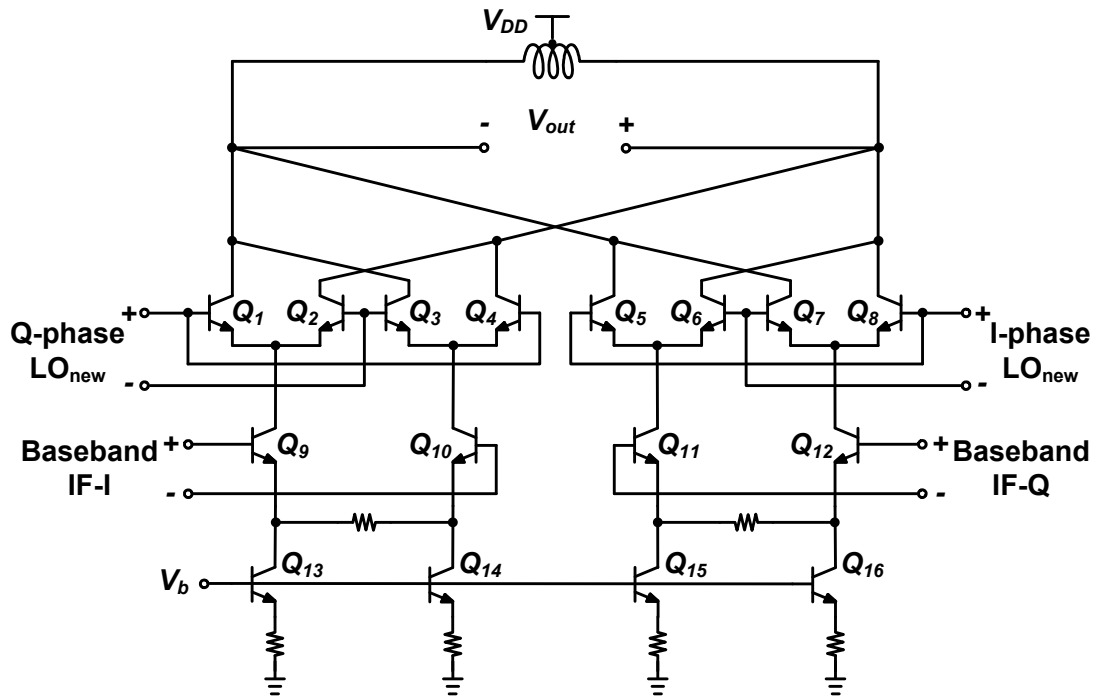 V_DD
- V_out +
Q_1 Q_2 Q_3 Q_4 Q_5 Q_6 Q_7 Q_8
+
Q-phase
LO_new
-
+
I-phase
LO_new
-
Q_9 Q_10 Q_11 Q_12
+
Baseband
IF-I
-
+
Baseband
IF-Q
-
V_b
Q_13 Q_14 Q_15 Q_16